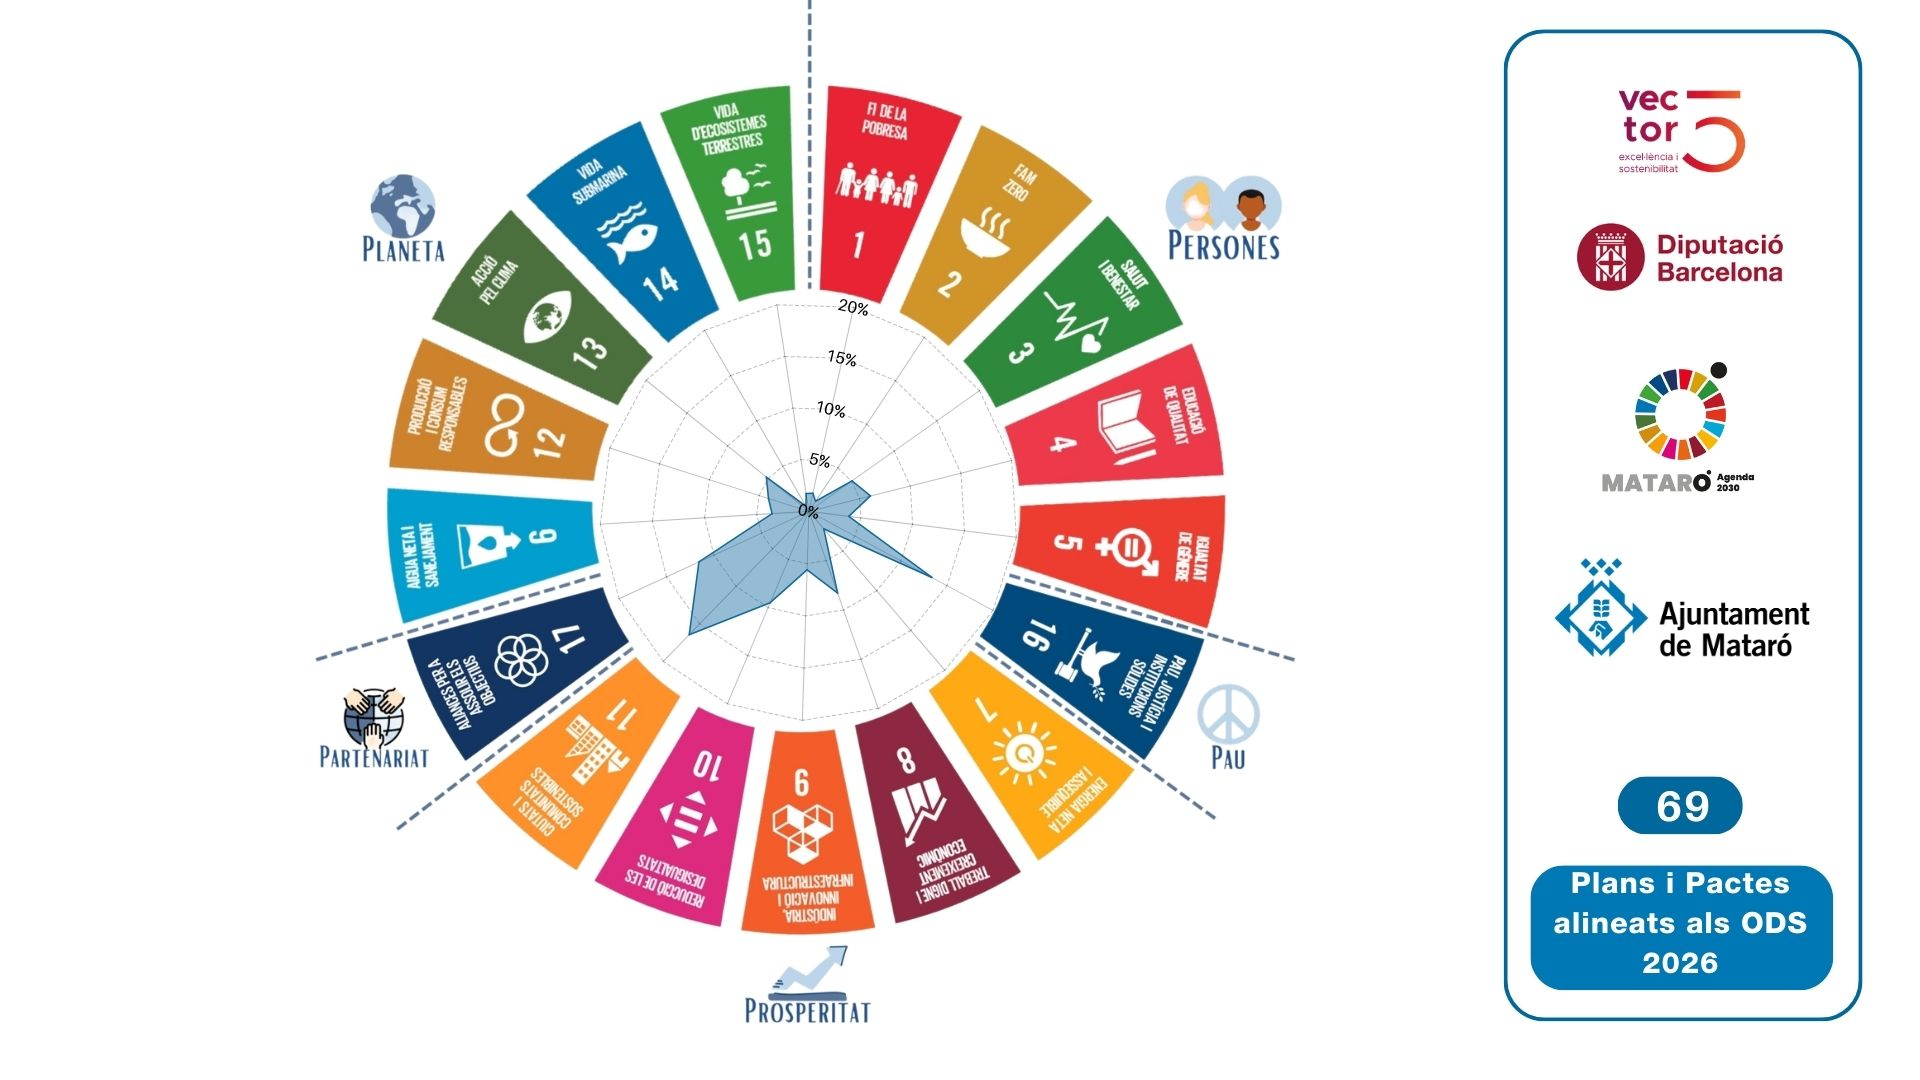 FI DE LA
POBRESA
1
FAM
ZERO
2
SALUT
I BENESTAR
3
EDUCACIÓ
DE QUALITAT
4
IGUALTAT
DE GÈNERE
5
PAU, JUSTÍCIA I
INSTITUCIONS
SÒLIDES
16
ENERGIA NETA
I ASSEQUIBLE
7
TREBALL DIGNE I
CREIXEMENT
ECONÒMIC
8
INDÚSTRIA,
INNOVACIÓ I
INFRAESTRUCTURA
9
REDUCCIÓ DE LES
DESIGUALTATS
10
CIUTATS I
COMUNITATS
SOSTENIBLES
11
ALIANCES PER A
ASSOLIR ELS
OBJECTIUS
17
AIGUA NETA I
SANEJAMENT
6
PRODUCCIÓ
I CONSUM
RESPONSABLES
12
ACCIÓ
PEL CLIMA
13
VIDA
SUBMARINA
14
VIDA
D'ECOSISTEMES
TERRESTRES
15
20%
15%
10%
5%
0%
PLANETA
PERSONES
PARTENARIAT
PAU
PROSPERITAT
vec
tor 5
excel·lència i
sostenibilitat
Diputació
Barcelona
MATARÓ Agenda
2030
Ajuntament
de Mataró
69
Plans i Pactes
alineats als ODS
2026